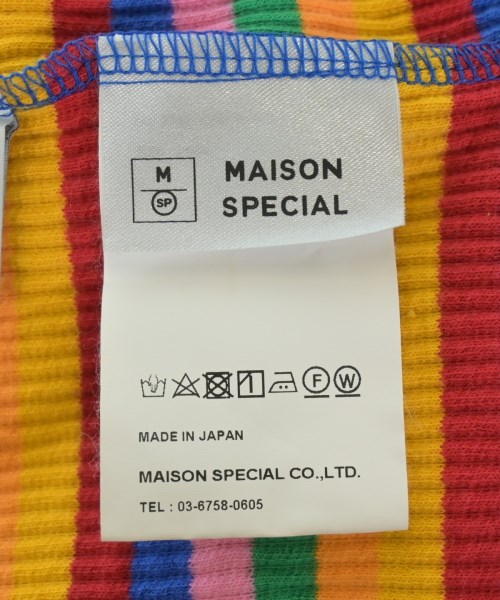 M
SP
MAISON
SPECIAL
F W
MADE IN JAPAN
MAISON SPECIAL CO.,LTD.
TEL : 03-6758-0605